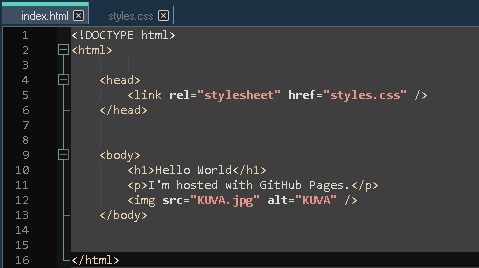 index.html styles.css
1 <!DOCTYPE html>
2 <html>
3
4 <head>
5 <link rel="stylesheet" href="styles.css" />
6 </head>
7
8
9 <body>
10 <h1>Hello World</h1>
11 <p>I'm hosted with GitHub Pages.</p>
12 <img src="KUVA.jpg" alt="KUVA" />
13 </body>
14
15
16 </html>